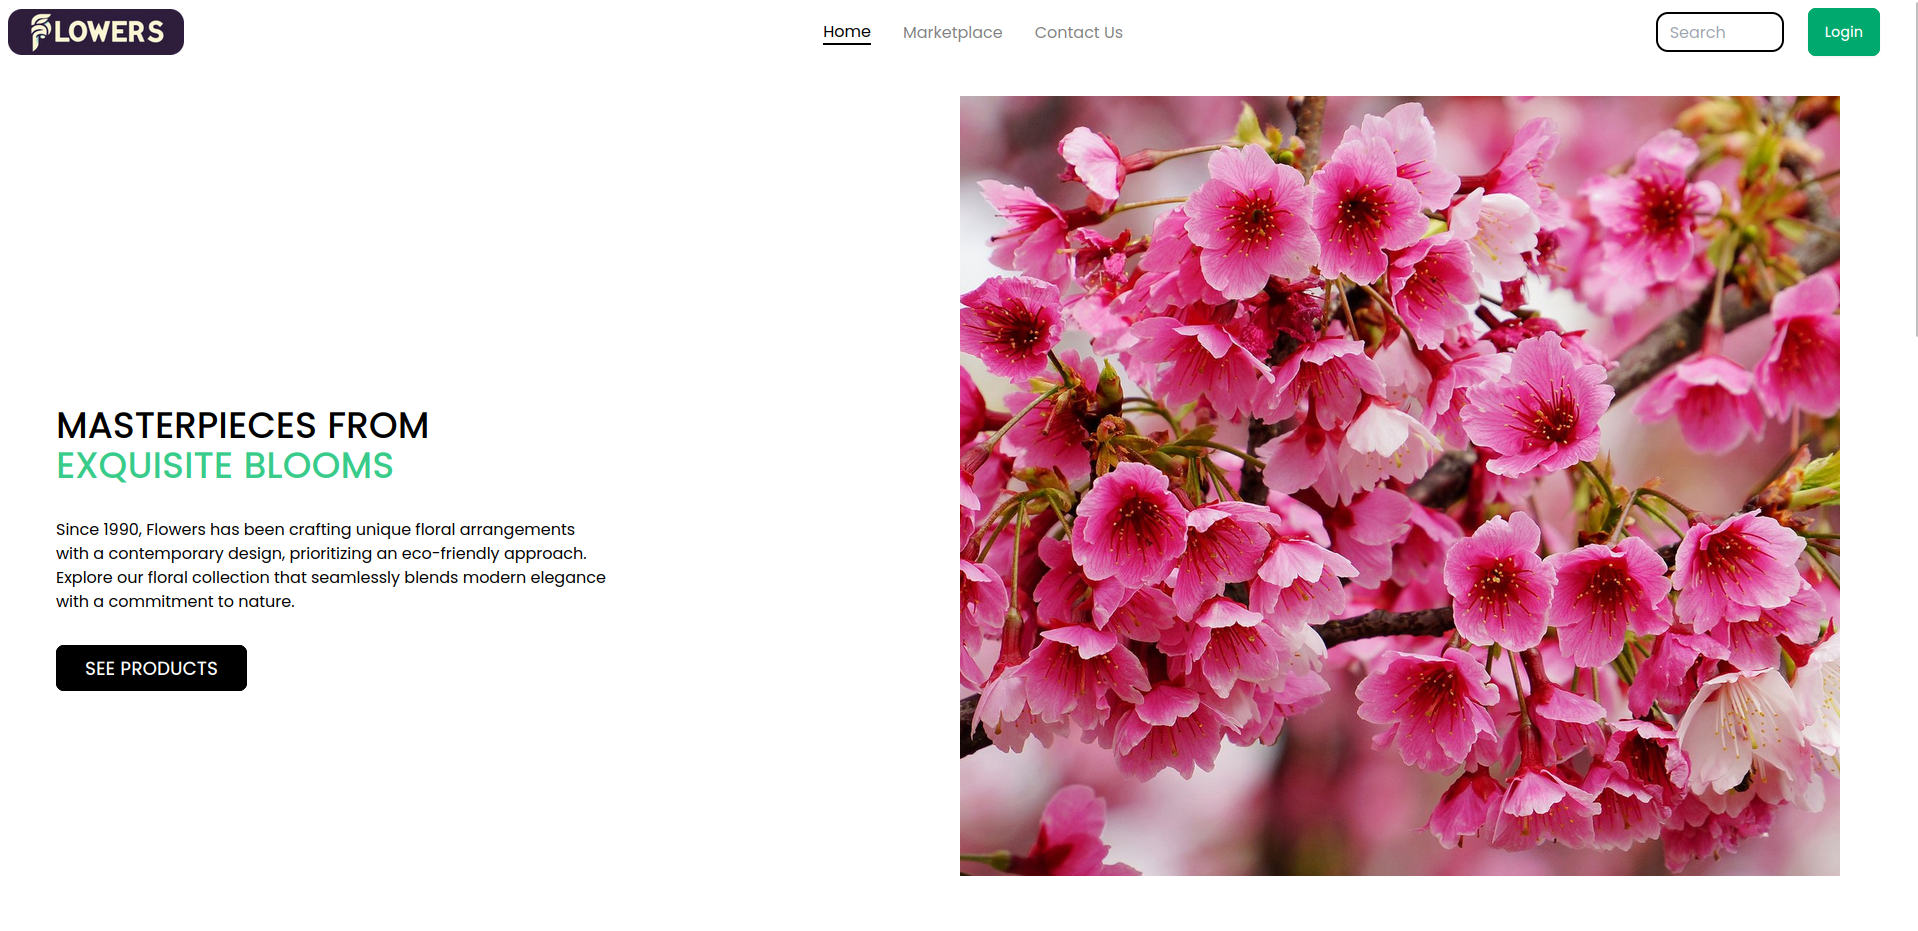 FLOWERS
Home
Marketplace
Contact Us
Search
Login
MASTERPIECES FROM
EXQUISITE BLOOMS
Since 1990, Flowers has been crafting unique floral arrangements
with a contemporary design, prioritizing an eco-friendly approach.
Explore our floral collection that seamlessly blends modern elegance
with a commitment to nature.
SEE PRODUCTS